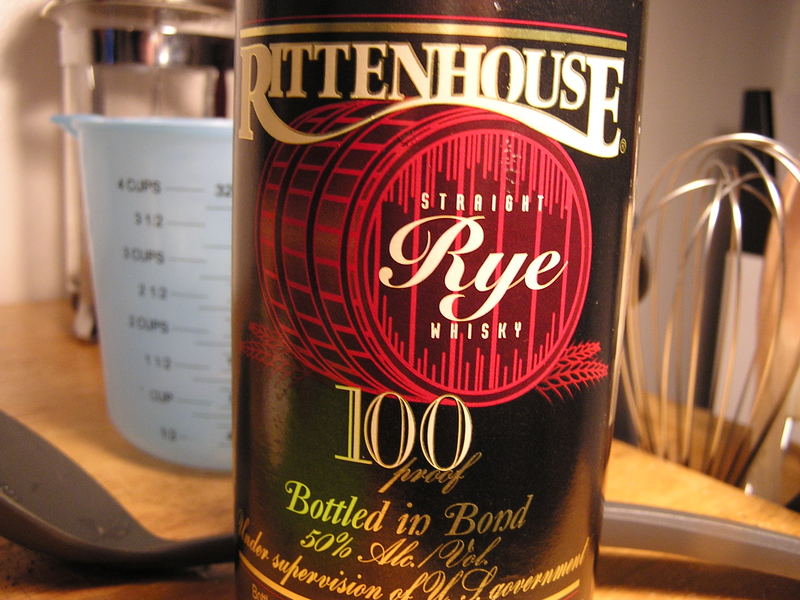 RITTENHOUSE
®
STRAIGHT
Rye
WHISKY
100
proof
Bottled in Bond
50% Alc./Vol.
Under supervision of U.S. government
4 CUPS 32
3 1/2
3 CUPS
2 1/2
2 CUPS
1 1/2
CUP
1/2